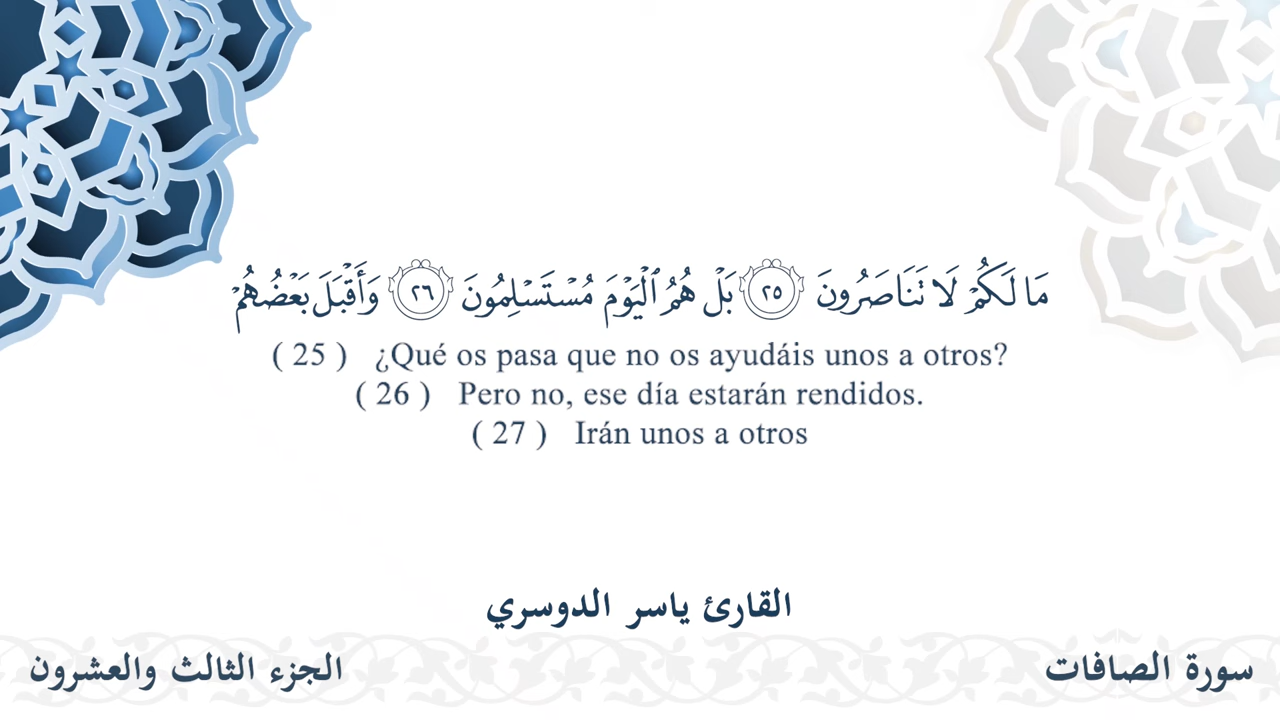 مَا لَكُمْ لَا تَنَاصَرُونَ ٢٥ بَلْ هُمُ ٱلْيَوْمَ مُسْتَسْلِمُونَ ٢٦ وَأَقْبَلَ بَعْضُهُمْ
( 25 ) ¿Qué os pasa que no os ayudáis unos a otros?
( 26 ) Pero no, ese día estarán rendidos.
( 27 ) Irán unos a otros
القارئ ياسر الدوسري
سورة الصافات
الجزء الثالث والعشرون